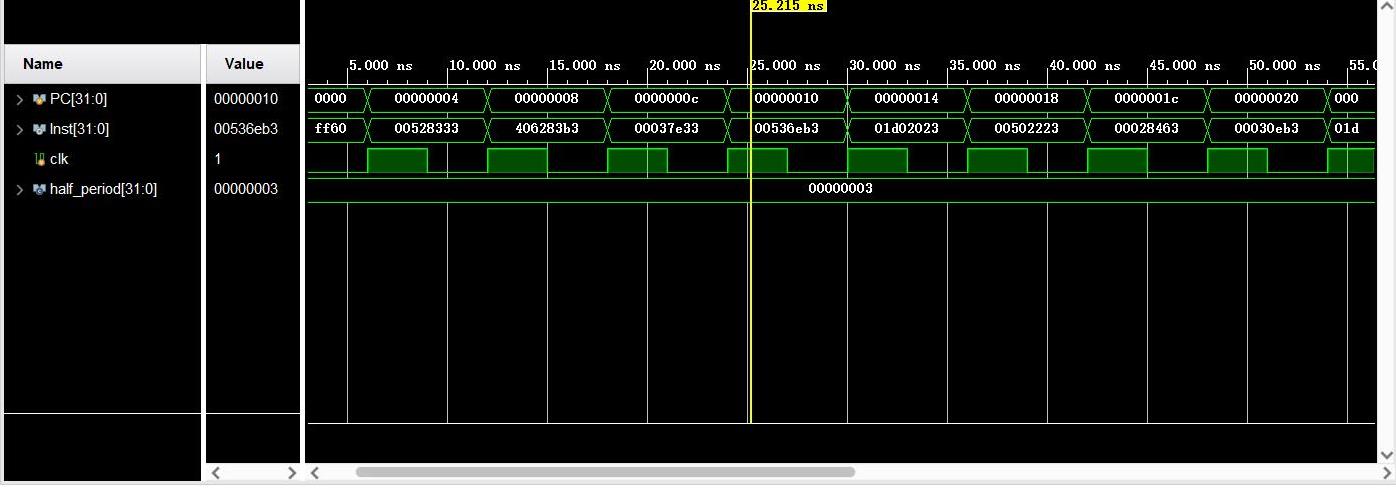 25.215 ns
Name Value
5.000 ns 10.000 ns 15.000 ns 20.000 ns 25.000 ns 30.000 ns 35.000 ns 40.000 ns 45.000 ns 50.000 ns 55.0
PC[31:0] 00000010 0000 00000004 00000008 0000000c 00000010 00000014 00000018 0000001c 00000020 000
Inst[31:0] 00536eb3 ff60 00528333 406283b3 00037e33 00536eb3 01d02023 00502223 00028463 00030eb3 01d
clk 1
half_period[31:0] 00000003 00000003